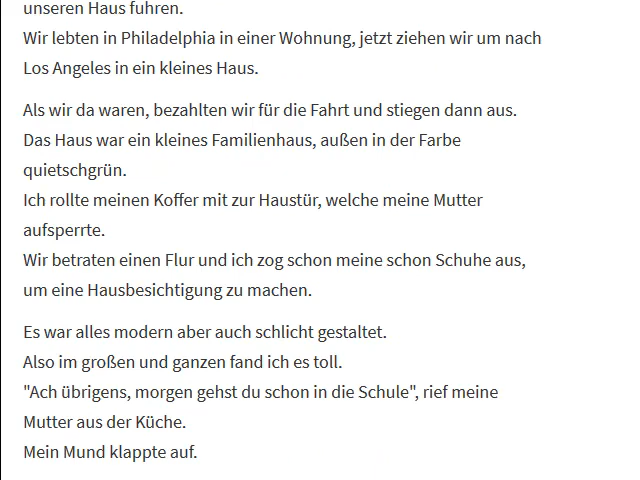 unseren Haus fuhren.
Wir lebten in Philadelphia in einer Wohnung, jetzt ziehen wir um nach
Los Angeles in ein kleines Haus.
Als wir da waren, bezahlten wir für die Fahrt und stiegen dann aus.
Das Haus war ein kleines Familienhaus, außen in der Farbe
quietschgrün.
Ich rollte meinen Koffer mit zur Haustür, welche meine Mutter
aufsperrte.
Wir betraten einen Flur und ich zog schon meine schon Schuhe aus,
um eine Hausbesichtigung zu machen.
Es war alles modern aber auch schlicht gestaltet.
Also im großen und ganzen fand ich es toll.
"Ach übrigens, morgen gehst du schon in die Schule", rief meine
Mutter aus der Küche.
Mein Mund klappte auf.